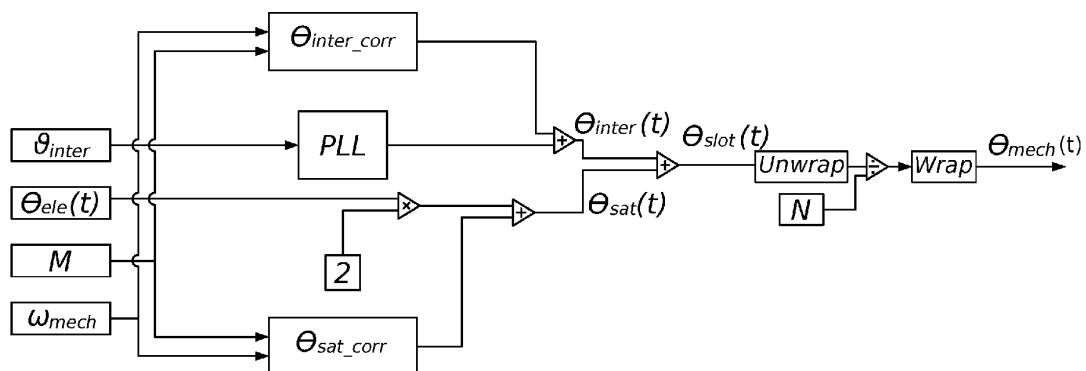 Θinter_corr
ϑinter
PLL
Θinter(t)
Θslot(t)
Unwrap
÷
Wrap
Θmech(t)
+
+
Θele(t)
×
+
Θsat(t)
N
M
2
ωmech
Θsat_corr